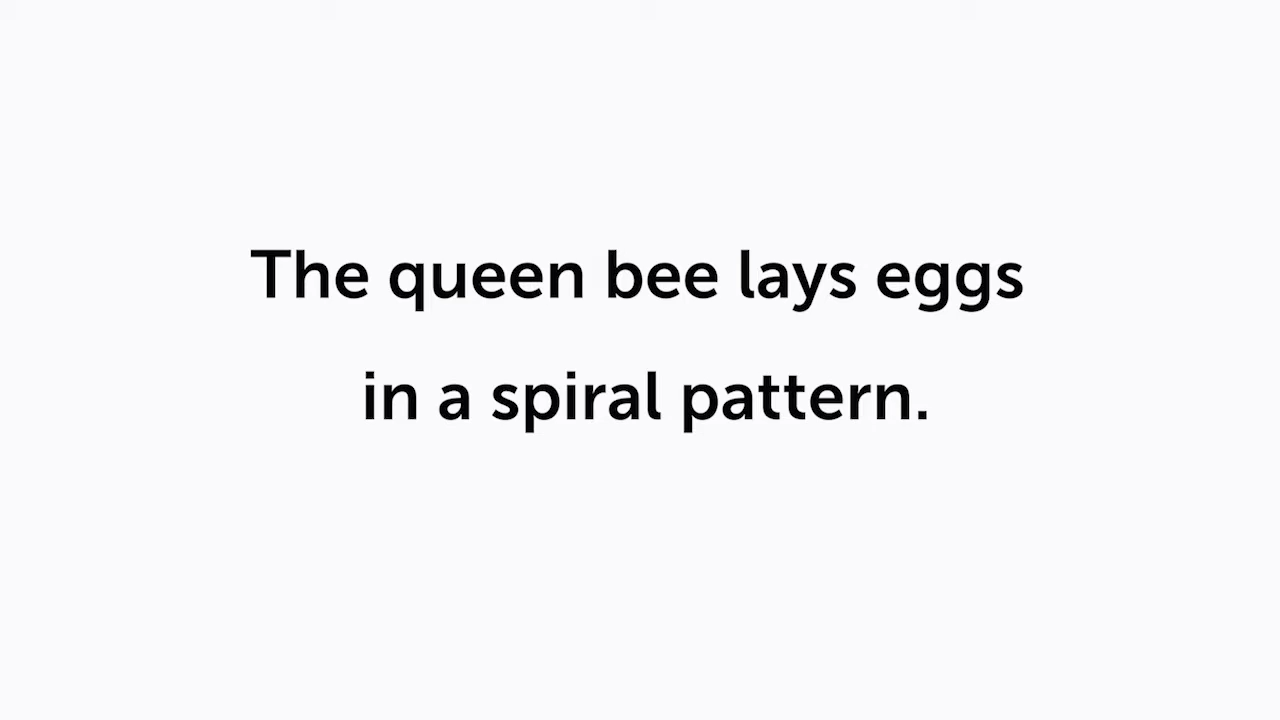 The queen bee lays eggs
in a spiral pattern.